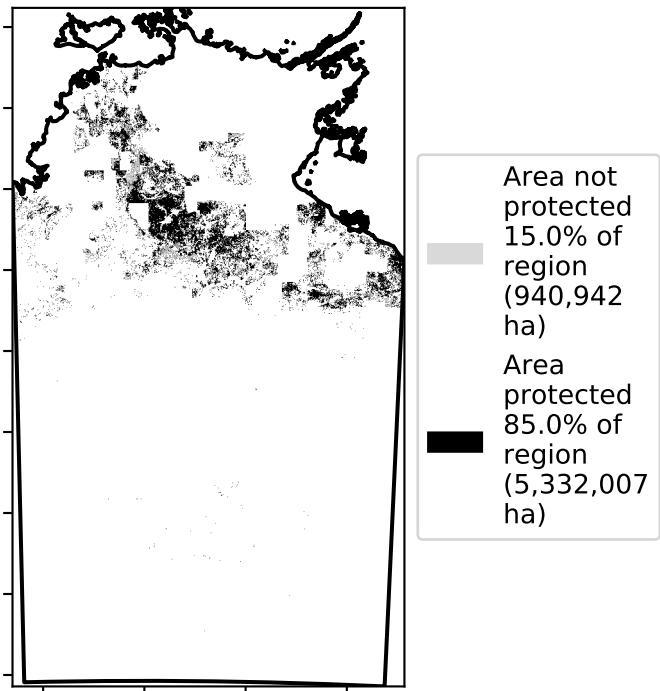 Area not
protected
15.0% of
region
(940,942
ha)
Area
protected
85.0% of
region
(5,332,007
ha)